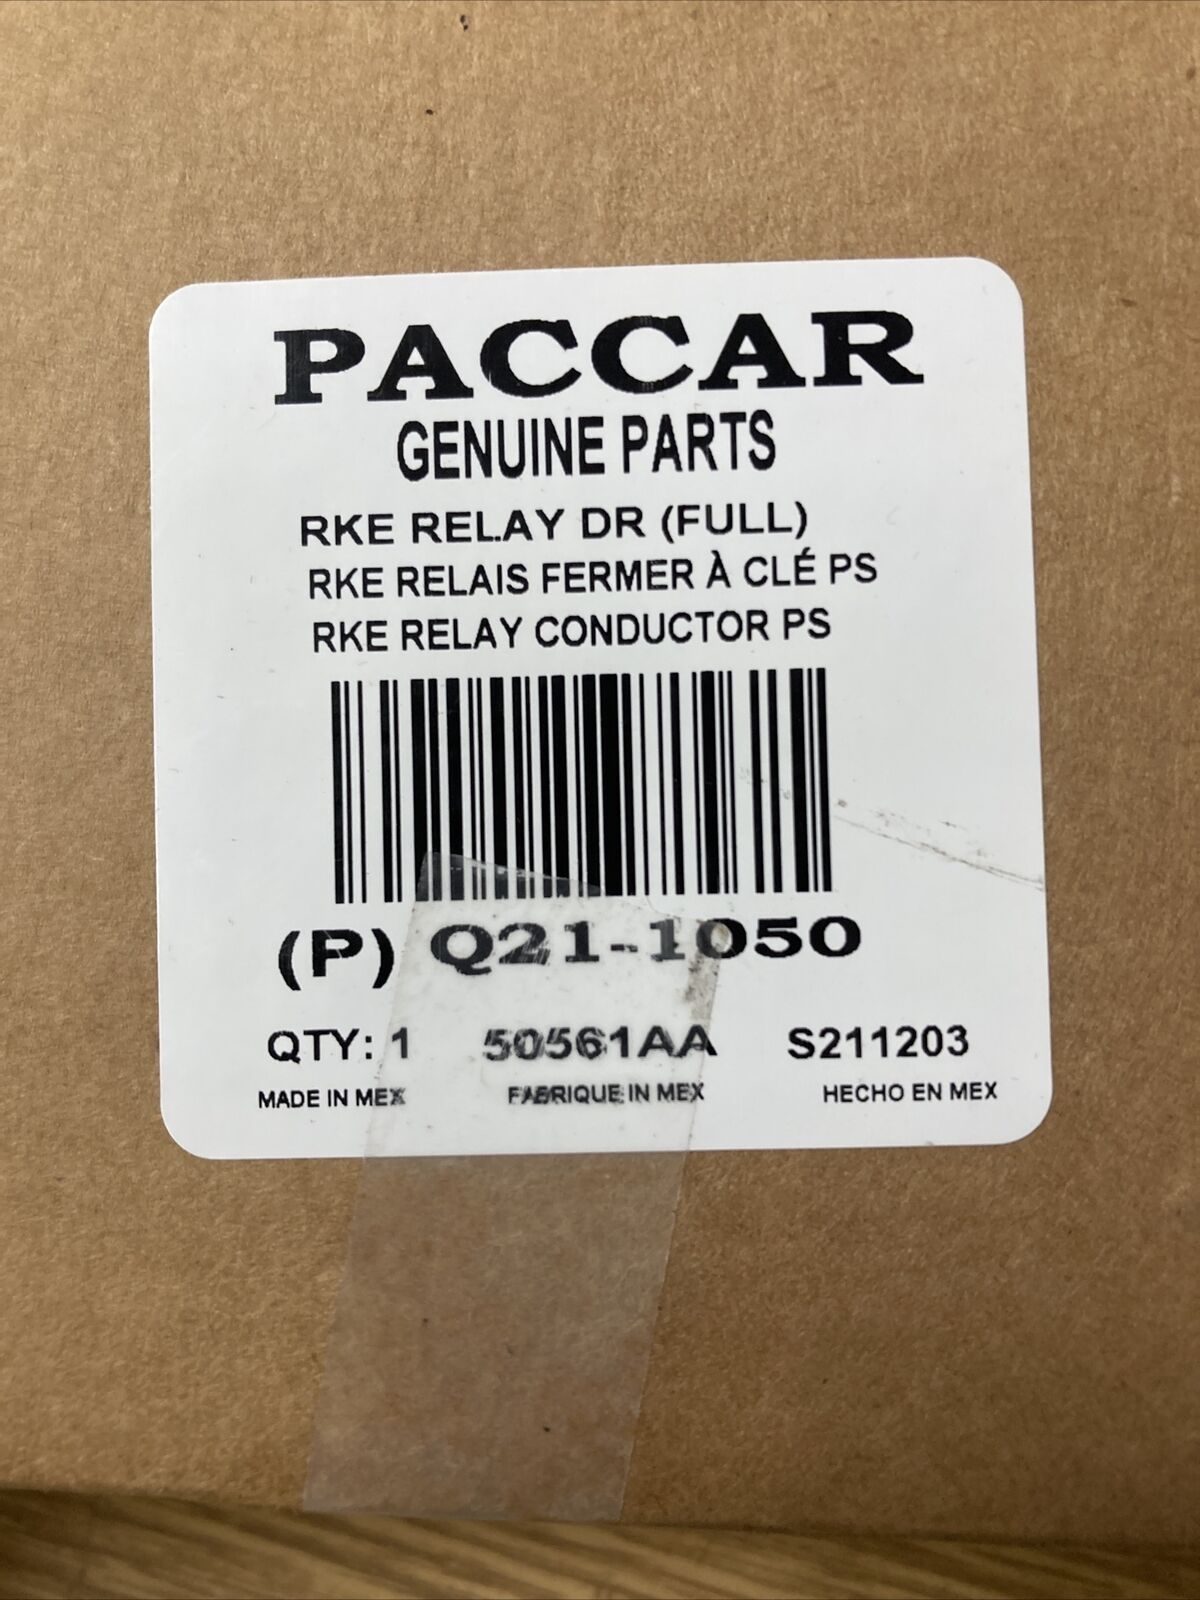 PACCAR
GENUINE PARTS
RKE RELAY DR (FULL)
RKE RELAIS FERMER À CLÉ PS
RKE RELAY CONDUCTOR PS
(P) Q21-1050
QTY: 1 50561AA S211203
MADE IN MEX FABRIQUE IN MEX HECHO EN MEX